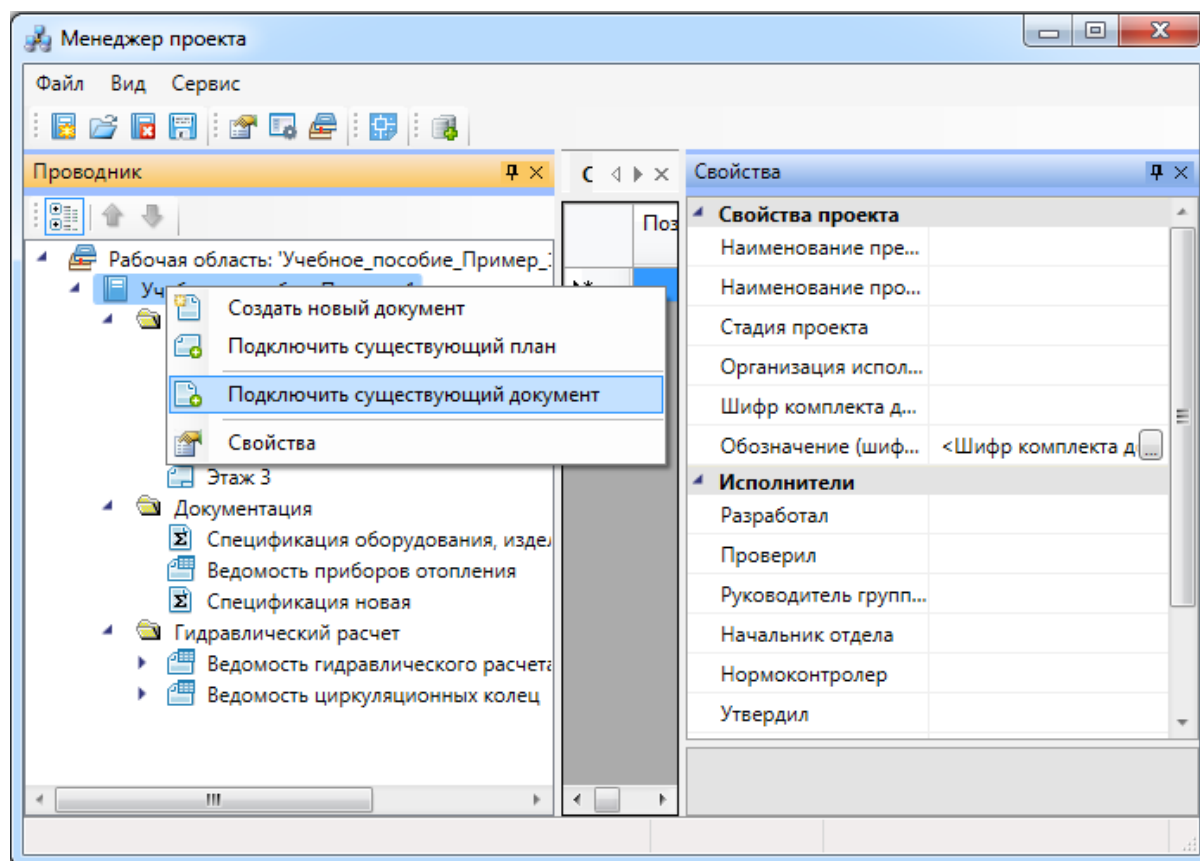 Менеджер проекта
Файл Вид Сервис
Проводник
Рабочая область: 'Учебное_пособие_Пример_
Создать новый документ
Подключить существующий план
Подключить существующий документ
Свойства
Этаж 3
Документация
Спецификация оборудования, издел
Ведомость приборов отопления
Спецификация новая
Гидравлический расчет
Ведомость гидравлического расчета
Ведомость циркуляционных колец
С
Поз
Свойства
Свойства проекта
Наименование пре...
Наименование про...
Стадия проекта
Организация испол...
Шифр комплекта д...
Обозначение (шиф... <Шифр комплекта д ...
Исполнители
Разработал
Проверил
Руководитель групп...
Начальник отдела
Нормоконтролер
Утвердил